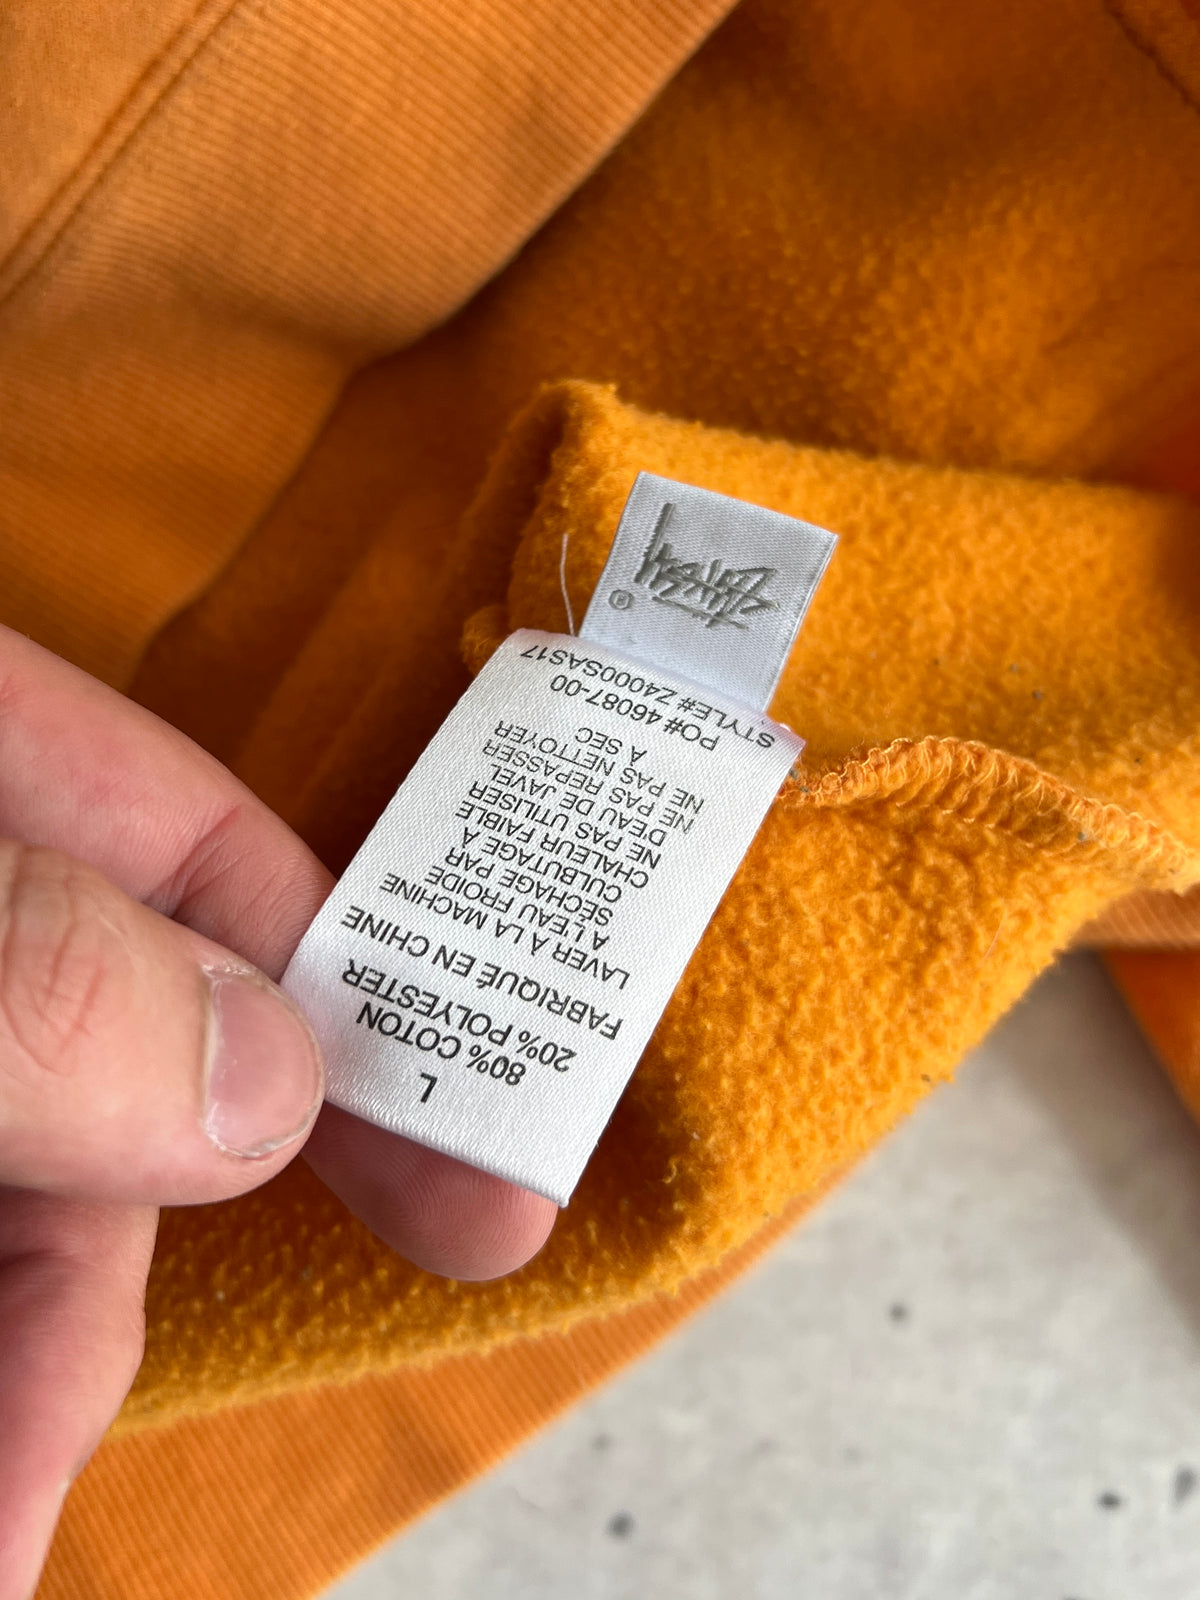 L
80% COTON
20% POLYESTER
FABRIQUÉ EN CHINE
LAVER À LA MACHINE
A L'EAU FROIDE
SÉCHAGE PAR
CULBUTAGE À
CHALEUR FAIBLE
NE PAS UTILISER
D'EAU DE JAVEL
NE PAS REPASSER
NE PAS NETTOYER
À SEC
PO# 46087-00
STYLE# Z4000SAS17
Stüssy ®